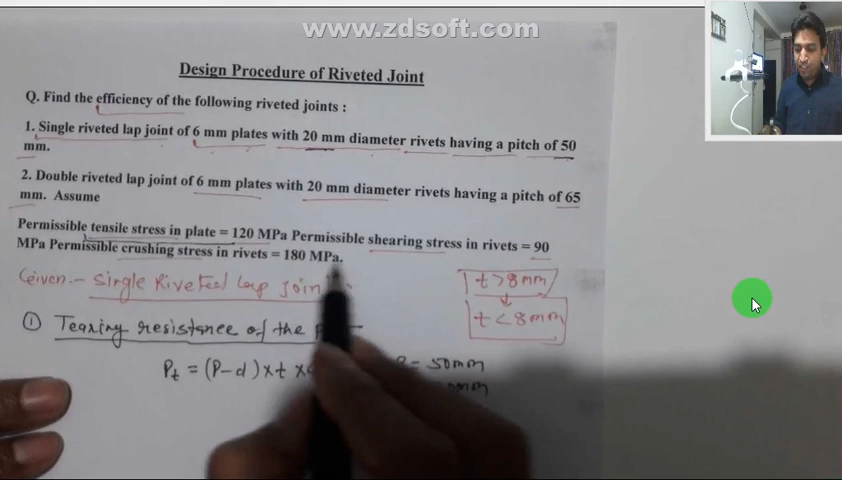 www.zdsoft.com
Design Procedure of Riveted Joint
Q. Find the efficiency of the following riveted joints :
1. Single riveted lap joint of 6 mm plates with 20 mm diameter rivets having a pitch of 50
mm.
2. Double riveted lap joint of 6 mm plates with 20 mm diameter rivets having a pitch of 65
mm. Assume
Permissible tensile stress in plate = 120 MPa Permissible shearing stress in rivets = 90
MPa Permissible crushing stress in rivets = 180 MPa.
Given:- Single Riveted Lap Join
t > 8mm
t < 8mm
① Tearing resistance of the
Pt = (P-d) × t ×
= 50mm